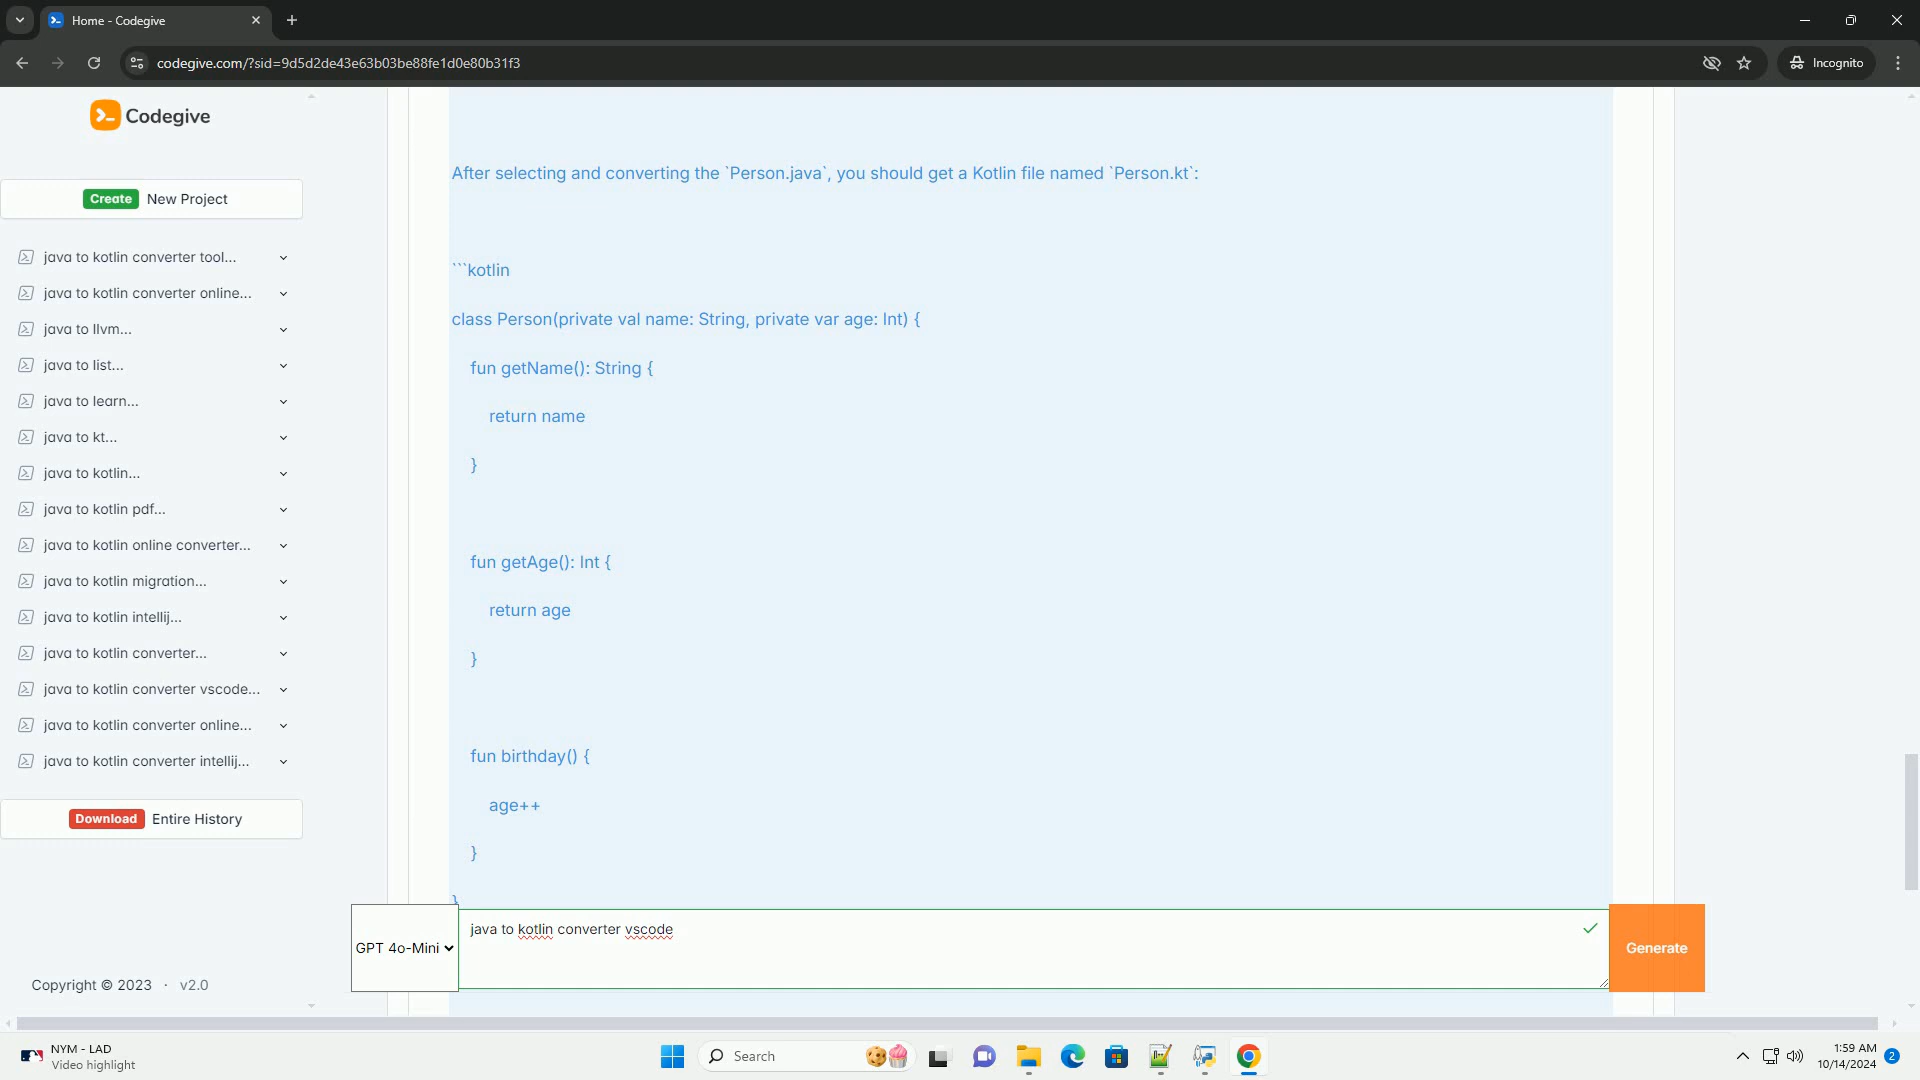 Home - Codegive
codegive.com/?sid=9d5d2de43e63b03be88fe1d0e80b31f3
Incognito
Codegive
Create New Project
java to kotlin converter tool...
java to kotlin converter online...
java to llvm...
java to list...
java to learn...
java to kt...
java to kotlin...
java to kotlin pdf...
java to kotlin online converter...
java to kotlin migration...
java to kotlin intellij...
java to kotlin converter...
java to kotlin converter vscode...
java to kotlin converter online...
java to kotlin converter intellij...
Download Entire History
Copyright © 2023 · v2.0
After selecting and converting the `Person.java`, you should get a Kotlin file named `Person.kt`:
```kotlin
class Person(private val name: String, private var age: Int) {
fun getName(): String {
return name
}
fun getAge(): Int {
return age
}
fun birthday() {
age++
}
}
GPT 4o-Mini
java to kotlin converter vscode
Generate
NYM - LAD
Video highlight
Search
1:59 AM
10/14/2024
2